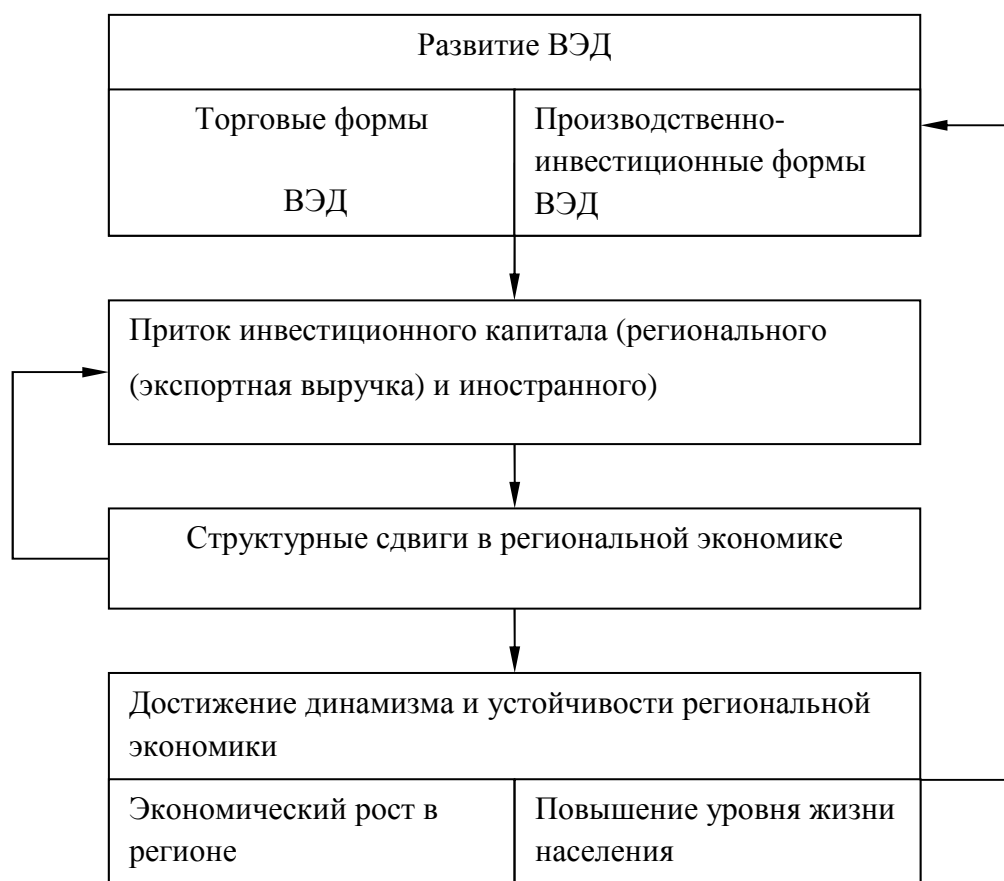 Развитие ВЭД
Торговые формы
ВЭД
Производственно-
инвестиционные формы
ВЭД
Приток инвестиционного капитала (регионального
(экспортная выручка) и иностранного)
Структурные сдвиги в региональной экономике
Достижение динамизма и устойчивости региональной
экономики
Экономический рост в
регионе
Повышение уровня жизни
населения